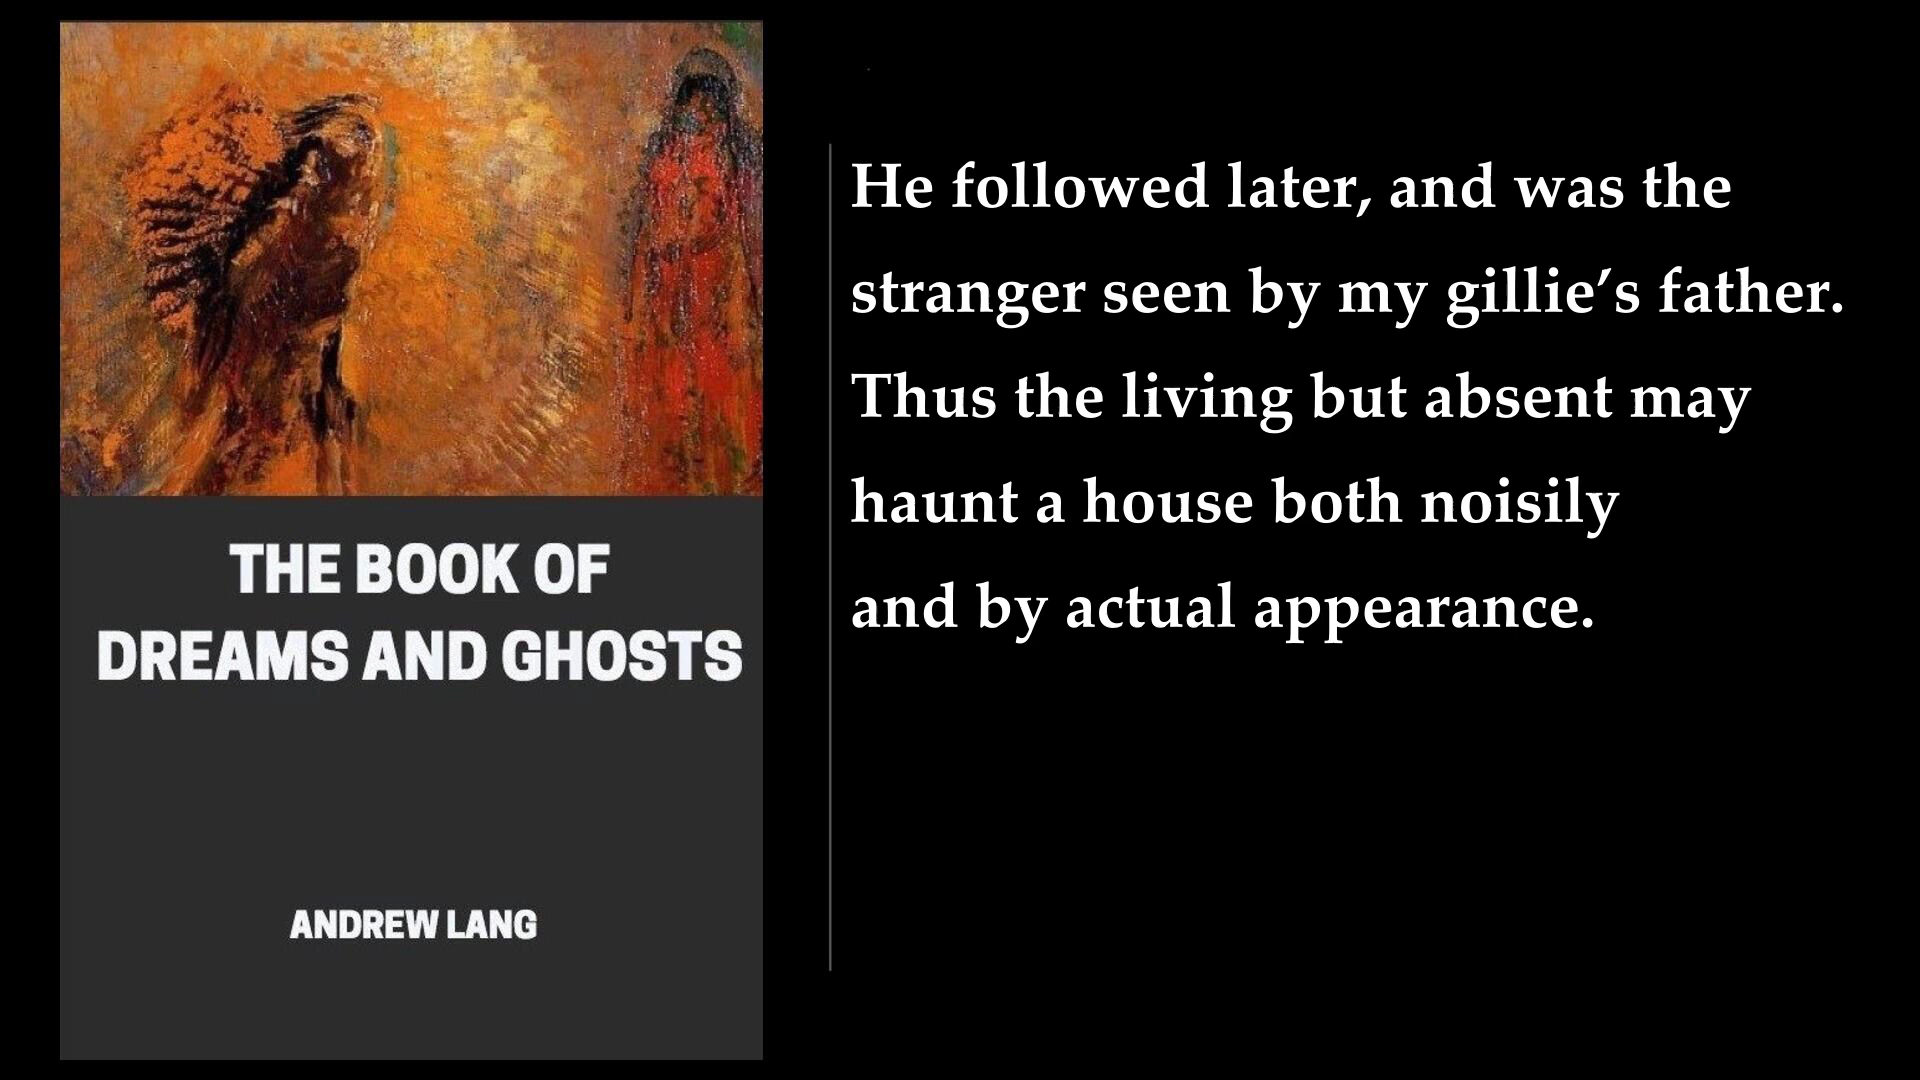 THE BOOK OF
DREAMS AND GHOSTS
ANDREW LANG
He followed later, and was the
stranger seen by my gillie’s father.
Thus the living but absent may
haunt a house both noisily
and by actual appearance.